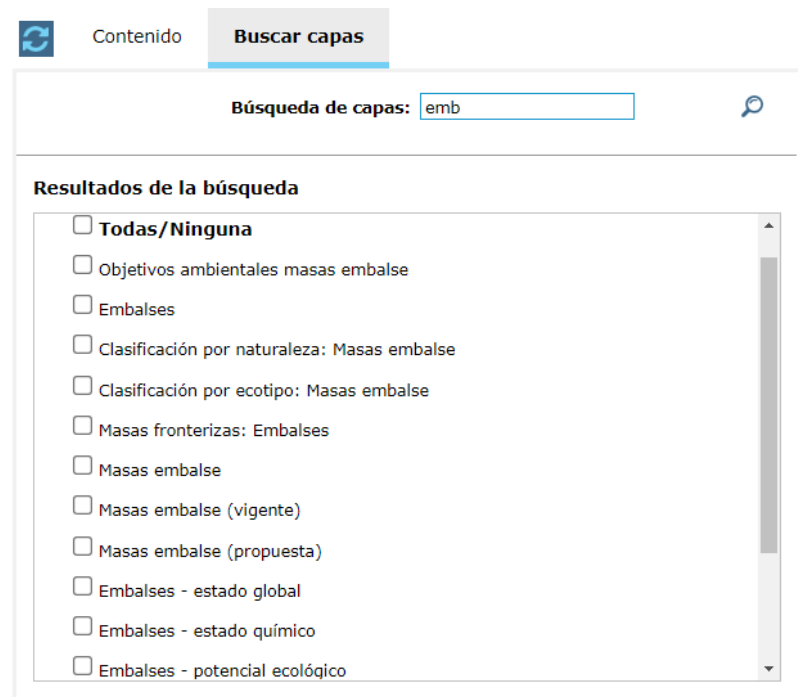 Contenido
Buscar capas
Búsqueda de capas: emb
Resultados de la búsqueda
Todas/Ninguna
Objetivos ambientales masas embalse
Embalses
Clasificación por naturaleza: Masas embalse
Clasificación por ecotipo: Masas embalse
Masas fronterizas: Embalses
Masas embalse
Masas embalse (vigente)
Masas embalse (propuesta)
Embalses - estado global
Embalses - estado químico
Embalses - potencial ecológico